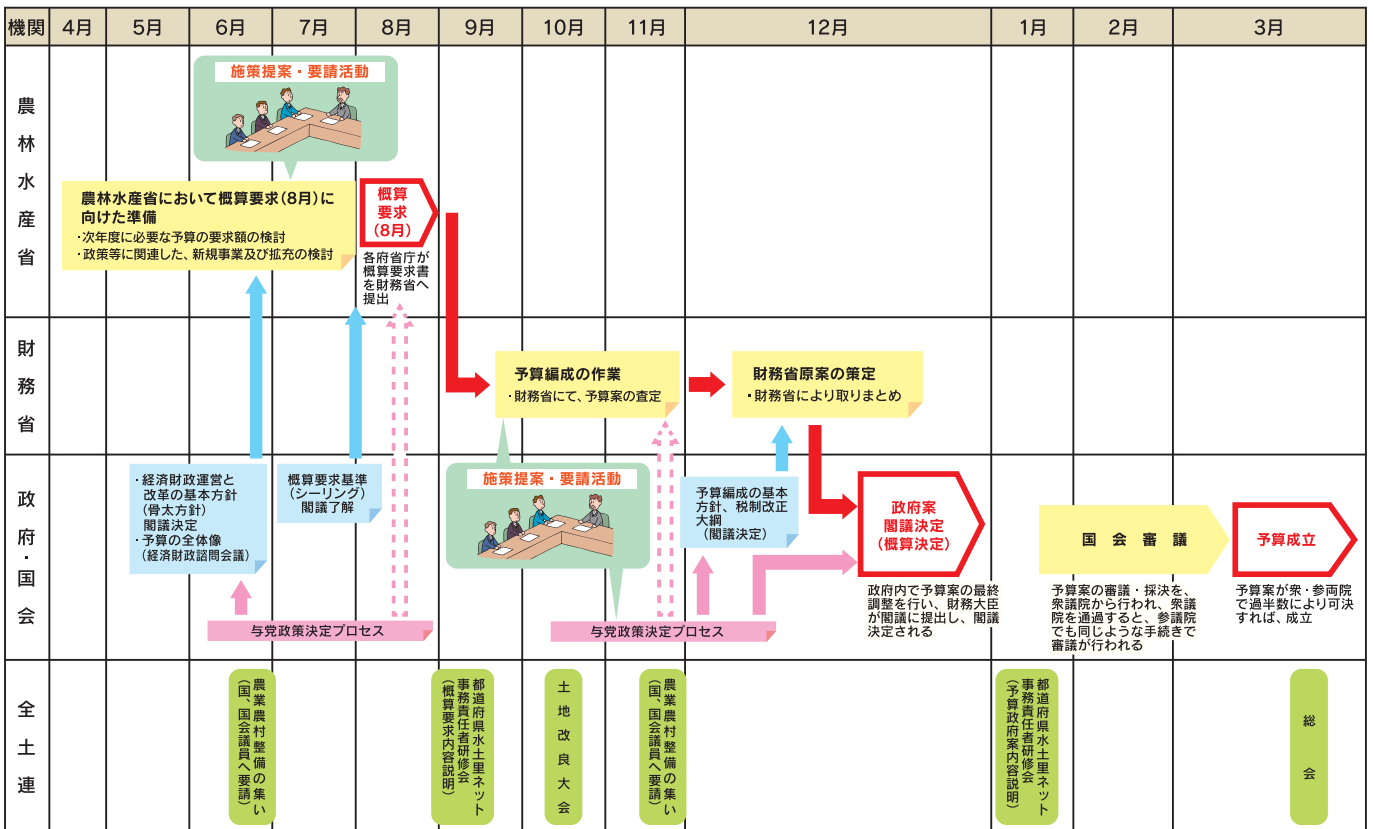 機関
4月
5月
6月
7月
8月
9月
10月
11月
12月
1月
2月
3月
農林水産省
施策提案・要請活動
農林水産省において概算要求(8月)に
向けた準備
・次年度に必要な予算の要求額の検討
・政策等に関連した、新規事業及び拡充の検討
概算
要求
(8月)
各府省庁が
概算要求書
を財務省へ
提出
財務省
予算編成の作業
・財務省にて、予算案の査定
財務省原案の策定
・財務省により取りまとめ
政府・国会
・経済財政運営と
改革の基本方針
(骨太方針)
閣議決定
・予算の全体像
(経済財政諮問会議)
概算要求基準
(シーリング)
閣議了解
施策提案・要請活動
予算編成の基本
方針、税制改正
大綱
(閣議決定)
政府案
閣議決定
(概算決定)
政府内で予算案の最終
調整を行い、財務大臣
が閣議に提出し、閣議
決定される
国会審議
予算案の審議・採決を、
衆議院から行われ、衆議
院を通過すると、参議院
でも同じような手続きで
審議が行われる
予算成立
予算案が衆・参両院
で過半数により可決
すれば、成立
与党政策決定プロセス
与党政策決定プロセス
全土連
農業農村整備の集い
(国、国会議員へ要請)
都道府県水土里ネット
事務責任者研修会
(概算要求内容説明)
土地改良大会
農業農村整備の集い
(国、国会議員へ要請)
都道府県水土里ネット
事務責任者研修会
(予算政府案内容説明)
総会